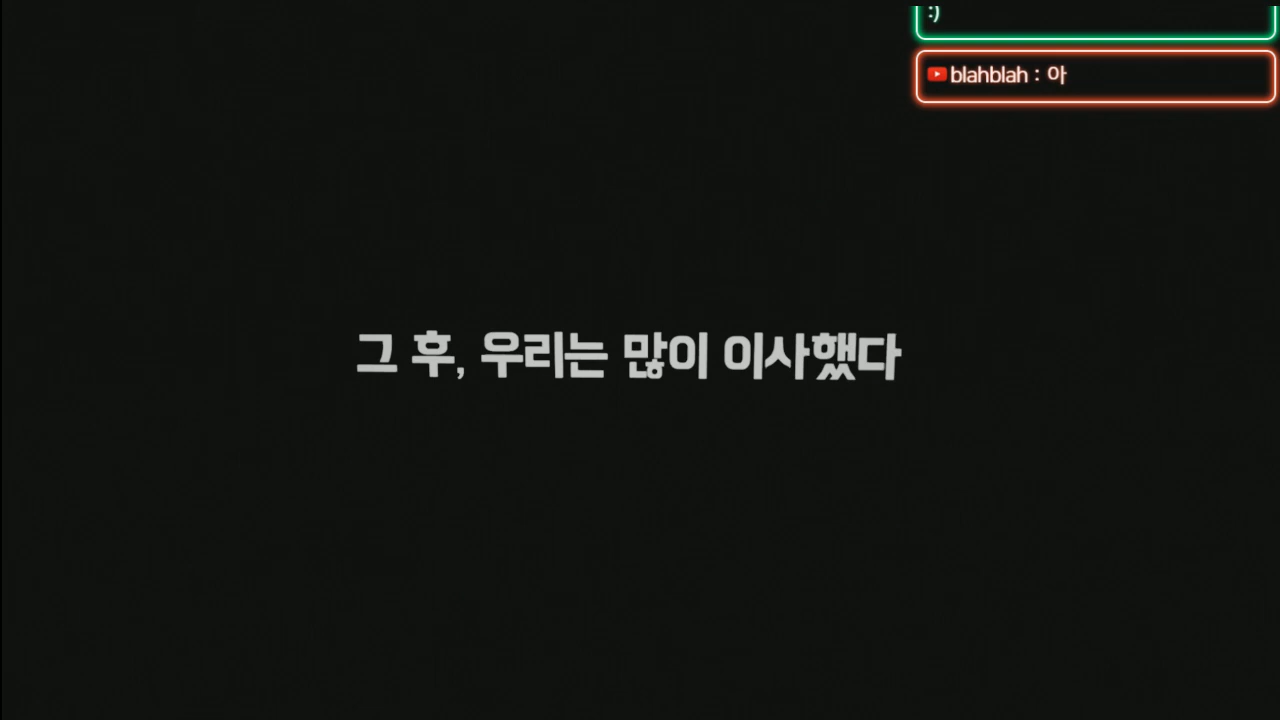 :)
blahblah : 아
그 후, 우리는 많이 이사했다